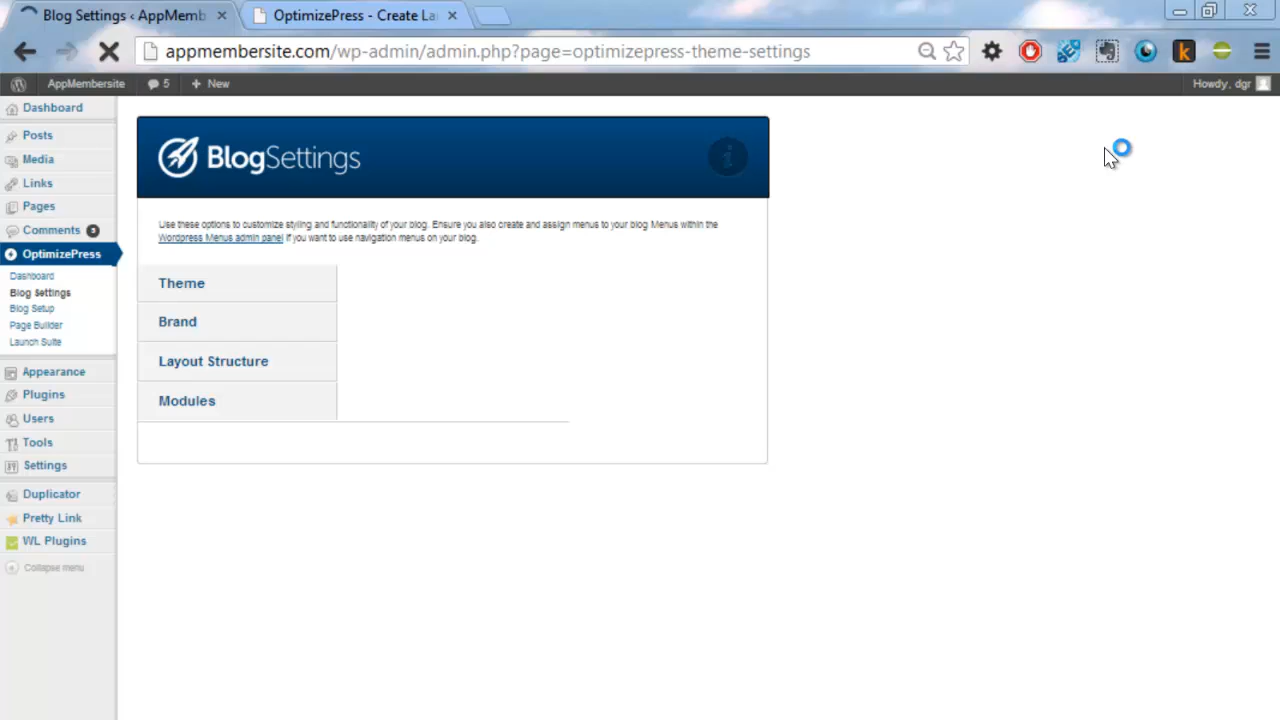 Blog Settings ‹ AppMemb
OptimizePress - Create La
appmembersite.com/wp-admin/admin.php?page=optimizepress-theme-settings
AppMembersite
5
New
Howdy, dgr
Dashboard
Posts
Media
Links
Pages
Comments 3
OptimizePress
Dashboard
Blog Settings
Blog Setup
Page Builder
Launch Suite
Appearance
Plugins
Users
Tools
Settings
Duplicator
Pretty Link
WL Plugins
Collapse menu
BlogSettings
i
Use these options to customize styling and functionality of your blog. Ensure you also create and assign menus to your blog Menus within the
Wordpress Menus admin panel if you want to use navigation menus on your blog.
Theme
Brand
Layout Structure
Modules